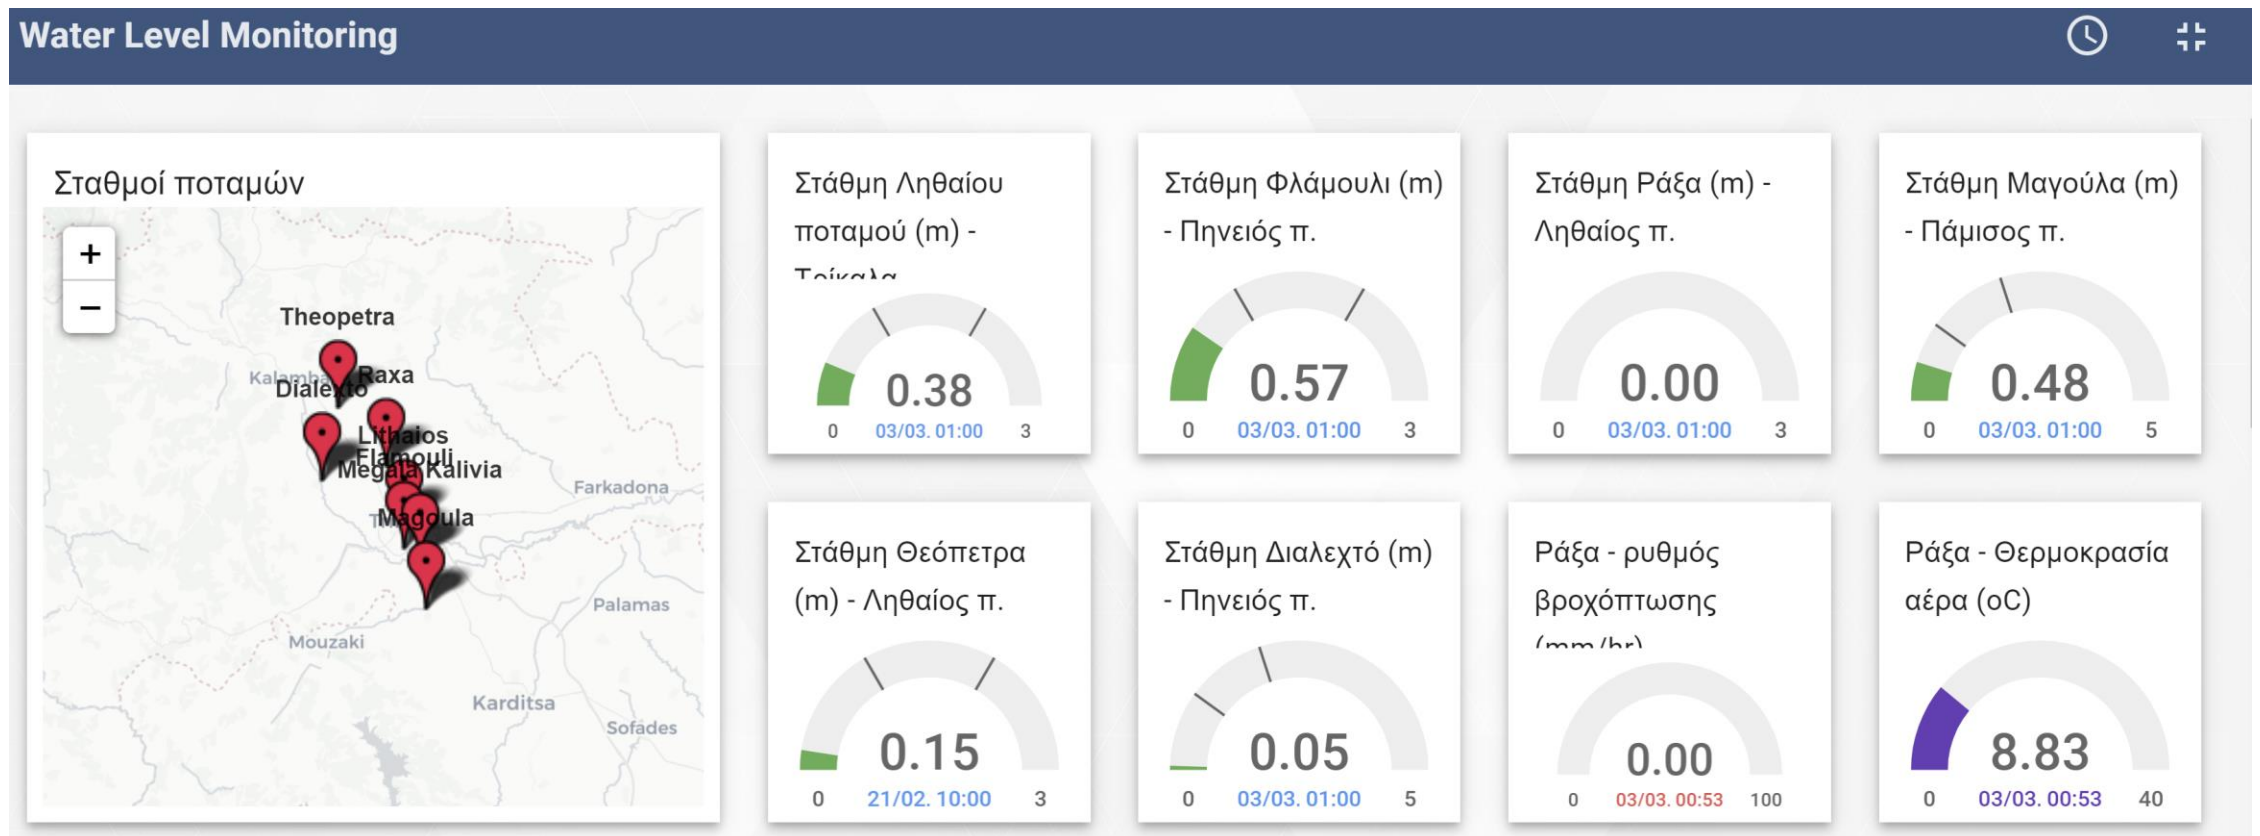 Water Level Monitoring
Σταθμοί ποταμών
+
−
Theopetra
Raxa
Dialexto
Lithaios
Flamouli
Megala Kalivia
Farkadona
Magoula
Palamas
Mouzaki
Karditsa
Sofades
Στάθμη Ληθαίου
ποταμού (m) -
Τρίκαλα
0.38
0 03/03. 01:00 3
Στάθμη Φλάμουλι (m)
- Πηνειός π.
0.57
0 03/03. 01:00 3
Στάθμη Ράξα (m) -
Ληθαίος π.
0.00
0 03/03. 01:00 3
Στάθμη Μαγούλα (m)
- Πάμισος π.
0.48
0 03/03. 01:00 5
Στάθμη Θεόπετρα
(m) - Ληθαίος π.
0.15
0 21/02. 10:00 3
Στάθμη Διαλεχτό (m)
- Πηνειός π.
0.05
0 03/03. 01:00 5
Ράξα - ρυθμός
βροχόπτωσης
(mm/hr)
0.00
0 03/03. 00:53 100
Ράξα - Θερμοκρασία
αέρα (oC)
8.83
0 03/03. 00:53 40